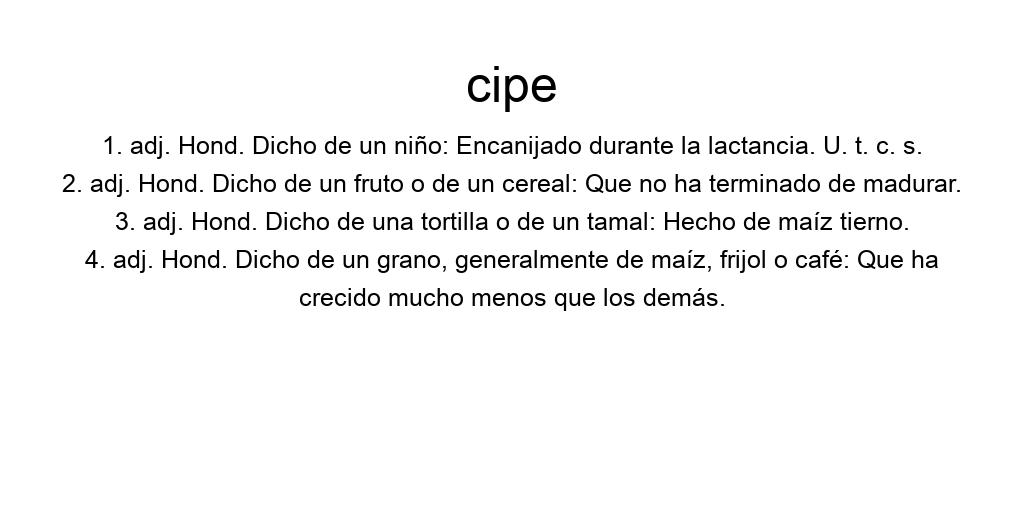 cipe
1. adj. Hond. Dicho de un niño: Encanijado durante la lactancia. U. t. c. s.
2. adj. Hond. Dicho de un fruto o de un cereal: Que no ha terminado de madurar.
3. adj. Hond. Dicho de una tortilla o de un tamal: Hecho de maíz tierno.
4. adj. Hond. Dicho de un grano, generalmente de maíz, frijol o café: Que ha
crecido mucho menos que los demás.